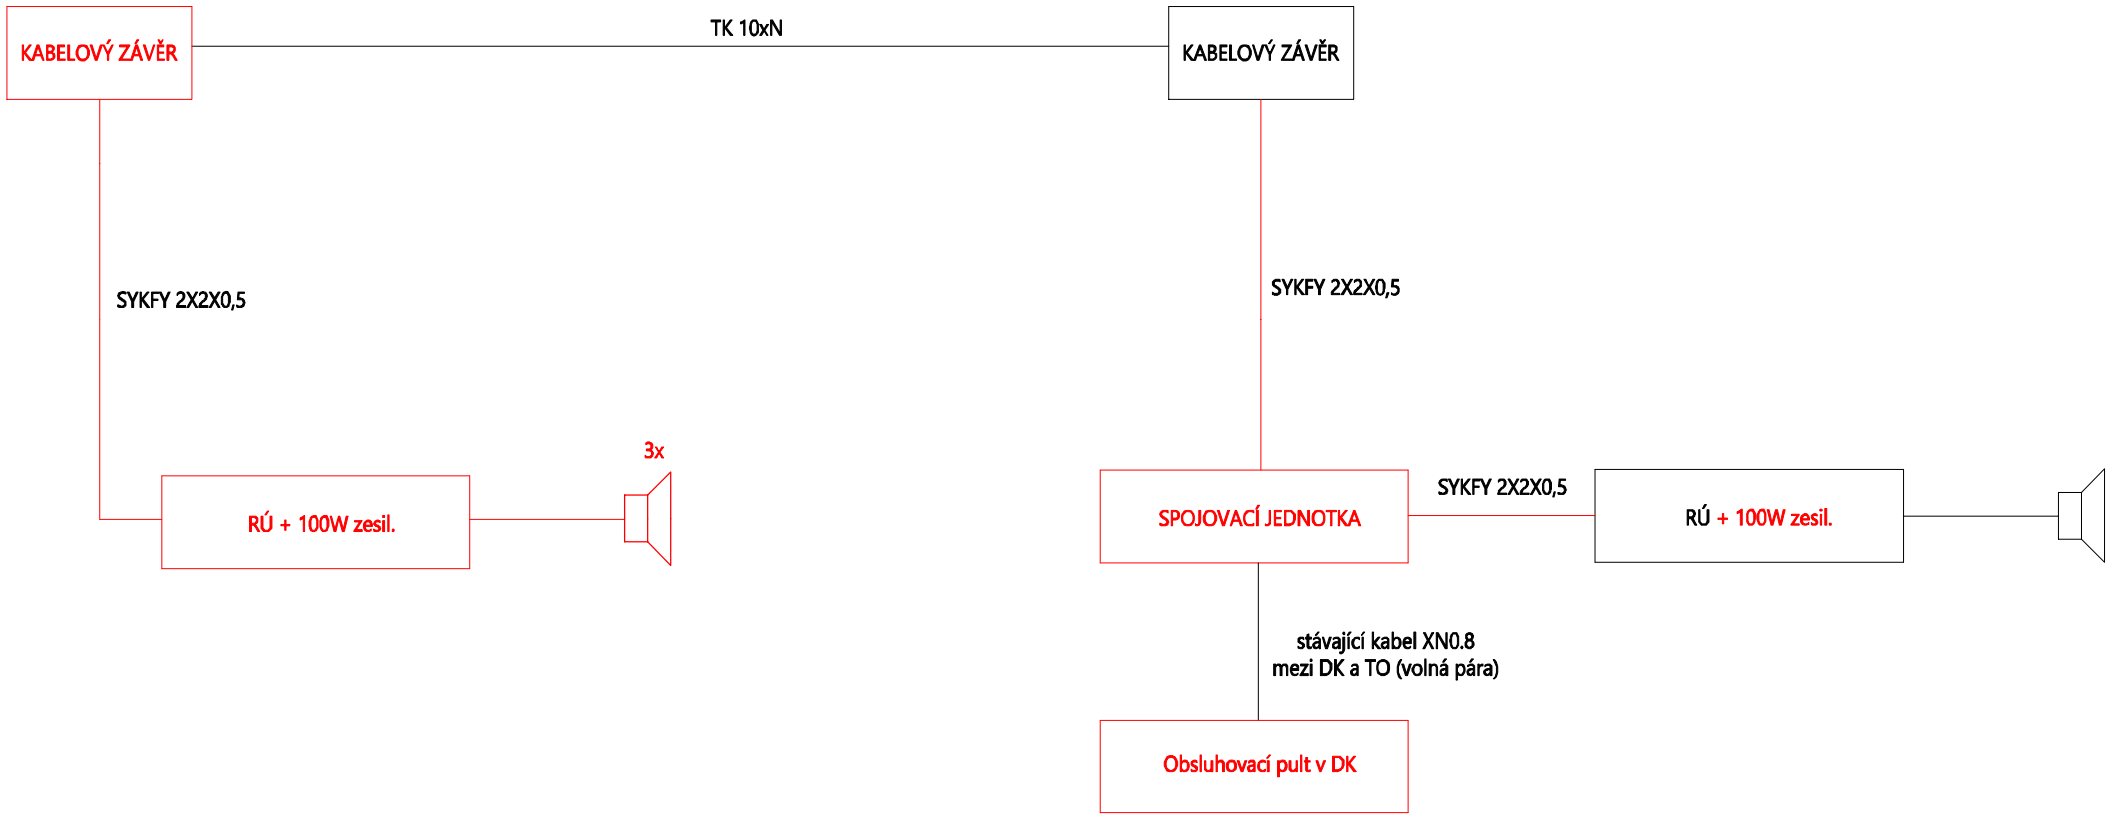 TK 10xN
KABELOVÝ ZÁVĚR
KABELOVÝ ZÁVĚR
SYKFY 2X2X0,5
SYKFY 2X2X0,5
3x
SYKFY 2X2X0,5
RÚ + 100W zesil.
SPOJOVACÍ JEDNOTKA
RÚ + 100W zesil.
stávající kabel XN0.8
mezi DK a TO (volná pára)
Obsluhovací pult v DK